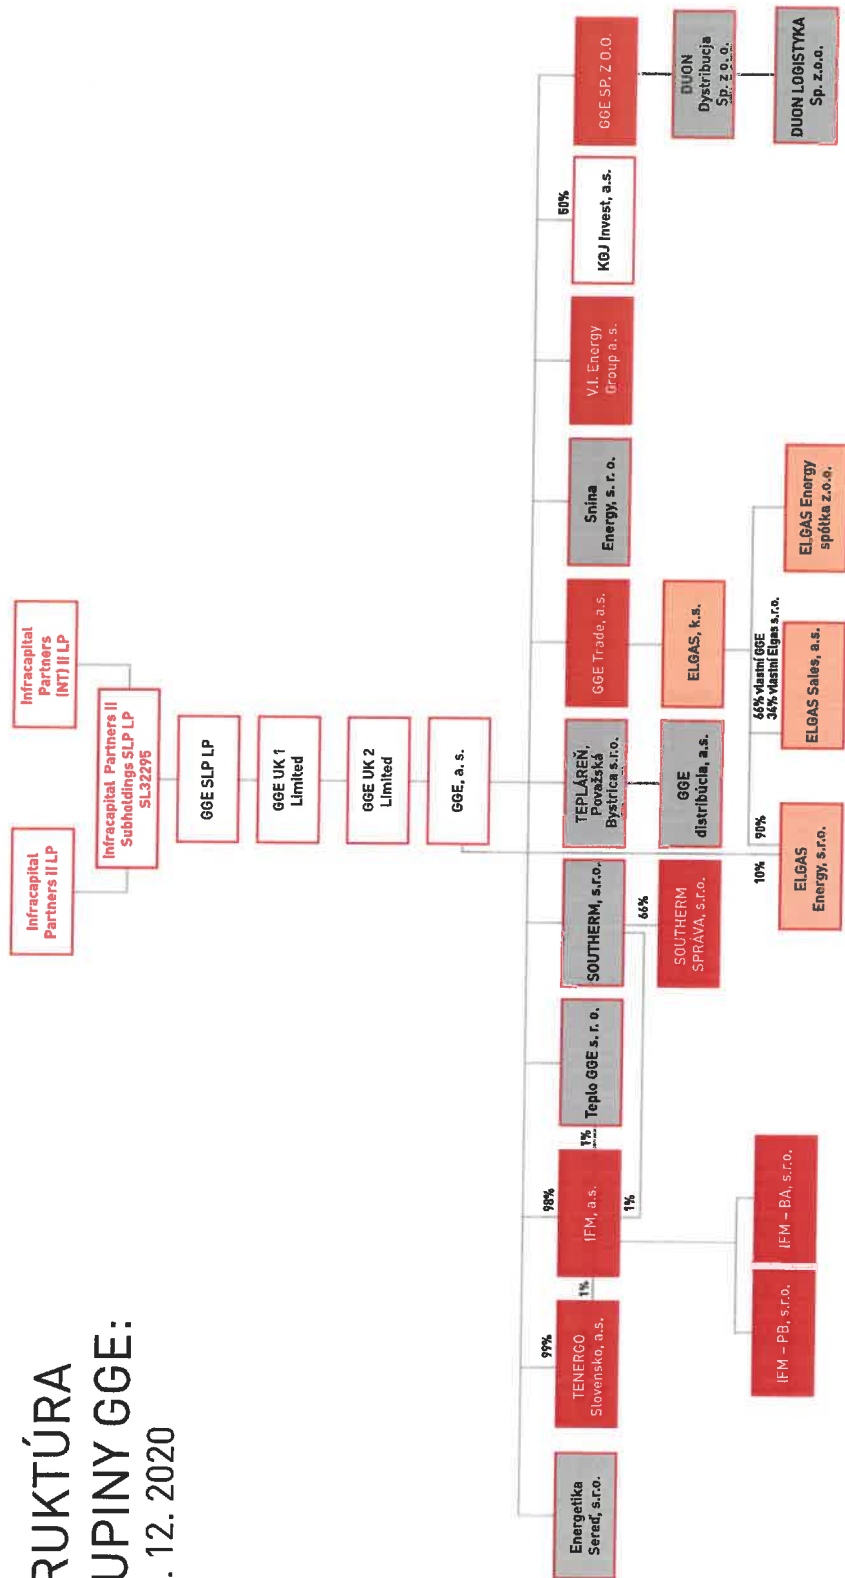 RUKTÚRA
UPINY GGE:
. 12. 2020
Infracapital
Partners II LP
Infracapital
Partners
(NT) II LP
Infracapital Partners II
Subholdings SLP LP
SL32295
GGE SLP LP
GGE UK 1
Limited
GGE UK 2
Limited
GGE, a. s.
99%
98%
50%
Energetika
Sereď, s.r.o.
TENERGO
Slovensko, a.s.
1%
IFM, a.s.
1%
Teplo GGE s. r. o.
SOUTHERM, s.r.o.
TEPLÁREŇ,
Považská
Bystrica s.r.o.
GGE Trade, a.s.
Snina
Energy, s. r. o.
V.I. Energy
Group a. s.
KGJ Invest, a.s.
GGE SP. Z O.O.
1%
66%
SOUTHERM
SPRÁVA, s.r.o.
GGE
distribúcia, a.s.
ELGAS, k.s.
DUON
Dystribucja
Sp. z o. o.
10%
90%
66% vlastní GGE
34% vlastní Elgas s.r.o.
IFM – PB, s.r.o.
IFM – BA, s.r.o.
ELGAS
Energy, s.r.o.
ELGAS Sales, a.s.
ELGAS Energy
spótka z.o.o.
DUON LOGISTYKA
Sp. z.o.o.